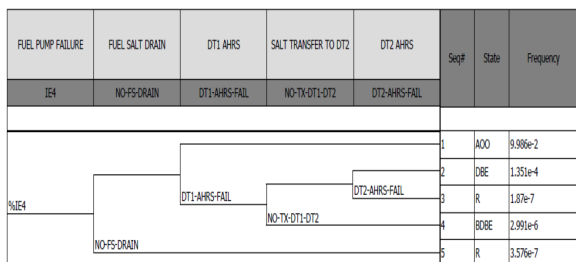 FUEL PUMP FAILURE FUEL SALT DRAIN DT1 AHRS SALT TRANSFER TO DT2 DT2 AHRS Seq# State Frequency
IE4 NO-FS-DRAIN DT1-AHRS-FAIL NO-TX-DT1-DT2 DT2-AHRS-FAIL
1 AOO 9.986e-2
2 DBE 1.351e-4
DT1-AHRS-FAIL DT2-AHRS-FAIL
3 R 1.87e-7
%IE4
NO-TX-DT1-DT2
4 BDBE 2.991e-6
NO-FS-DRAIN
5 R 3.576e-7